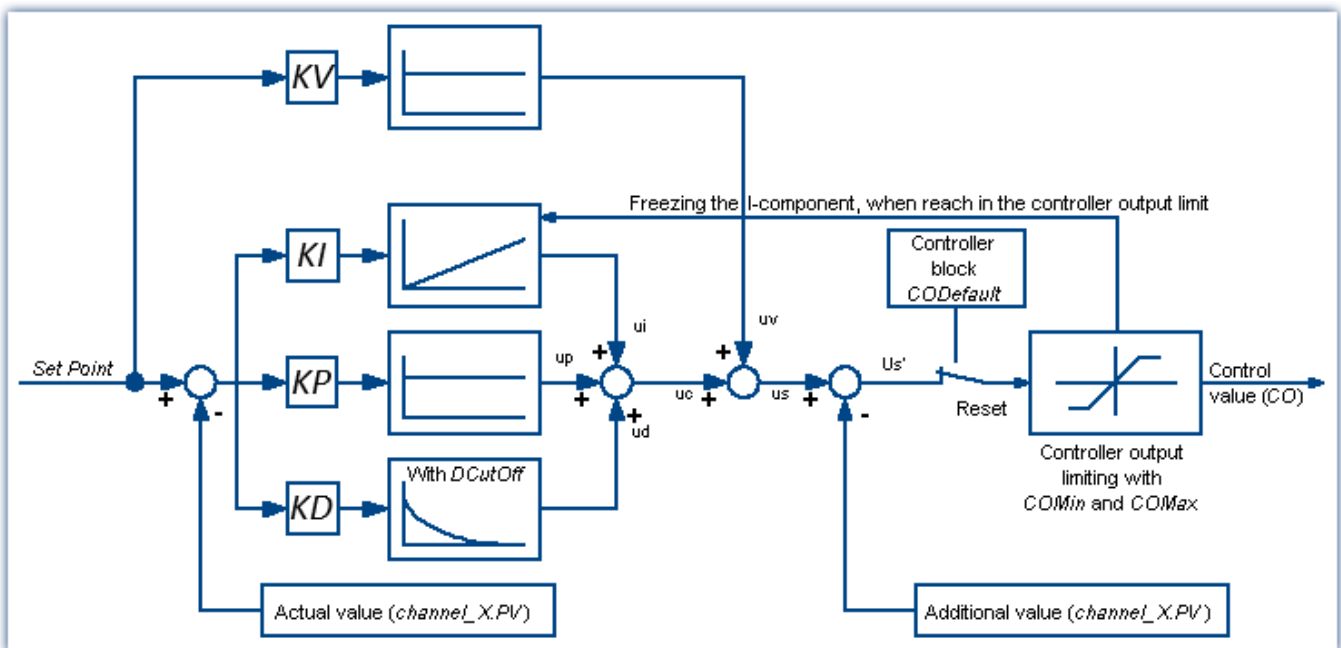 KV
Freezing the I-component, when reach in the controller output limit
KI
Controller
block
CODefault
ui
uv
Set Point
up
Us'
KP
Control
value (CO)
uc
us
Reset
ud
Controller output
limiting with
COMin and COMax
With DCutOff
KD
Actual value (channel_X.PV)
Additional value (channel_X.PV)
+
-
+
+
+
+
+
+
-